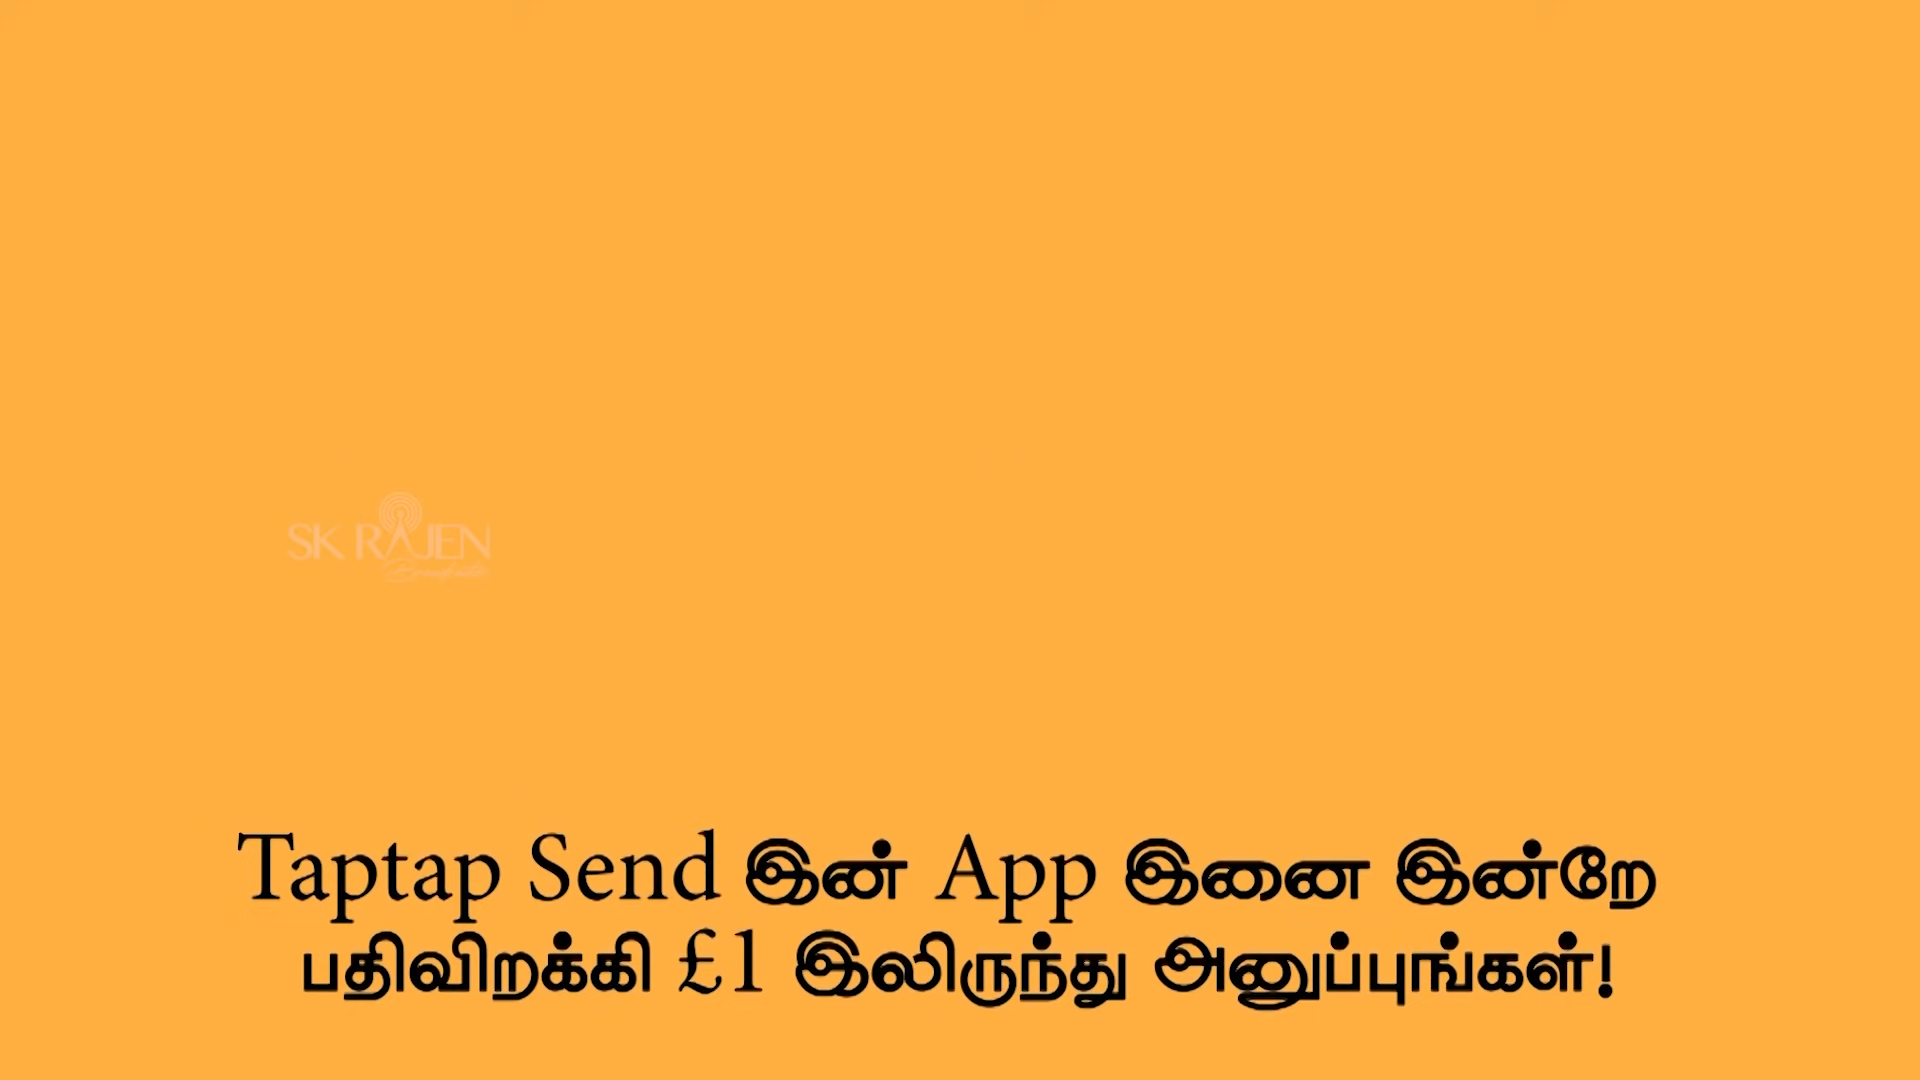 SK RAJEN
Taptap Send இன் App இனை இன்றே
பதிவிறக்கி £1 இலிருந்து அனுப்புங்கள்!